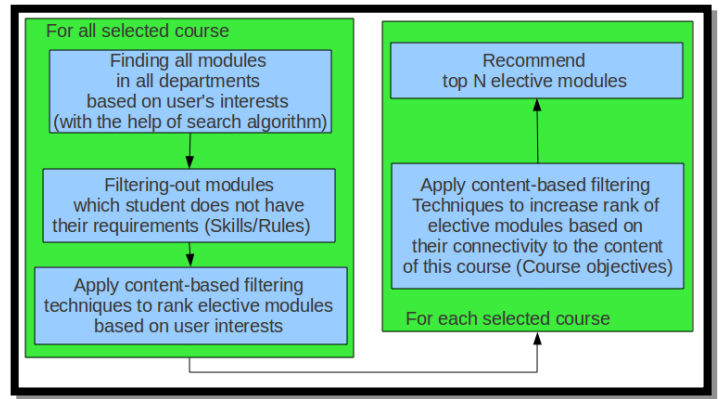 For all selected course
Finding all modules
in all departments
based on user's interests
(with the help of search algorithm)
Filtering-out modules
which student does not have
their requirements (Skills/Rules)
Apply content-based filtering
techniques to rank elective modules
based on user interests
Recommend
top N elective modules
Apply content-based filtering
Techniques to increase rank of
elective modules based on
their connectivity to the content
of this course (Course objectives)
For each selected course